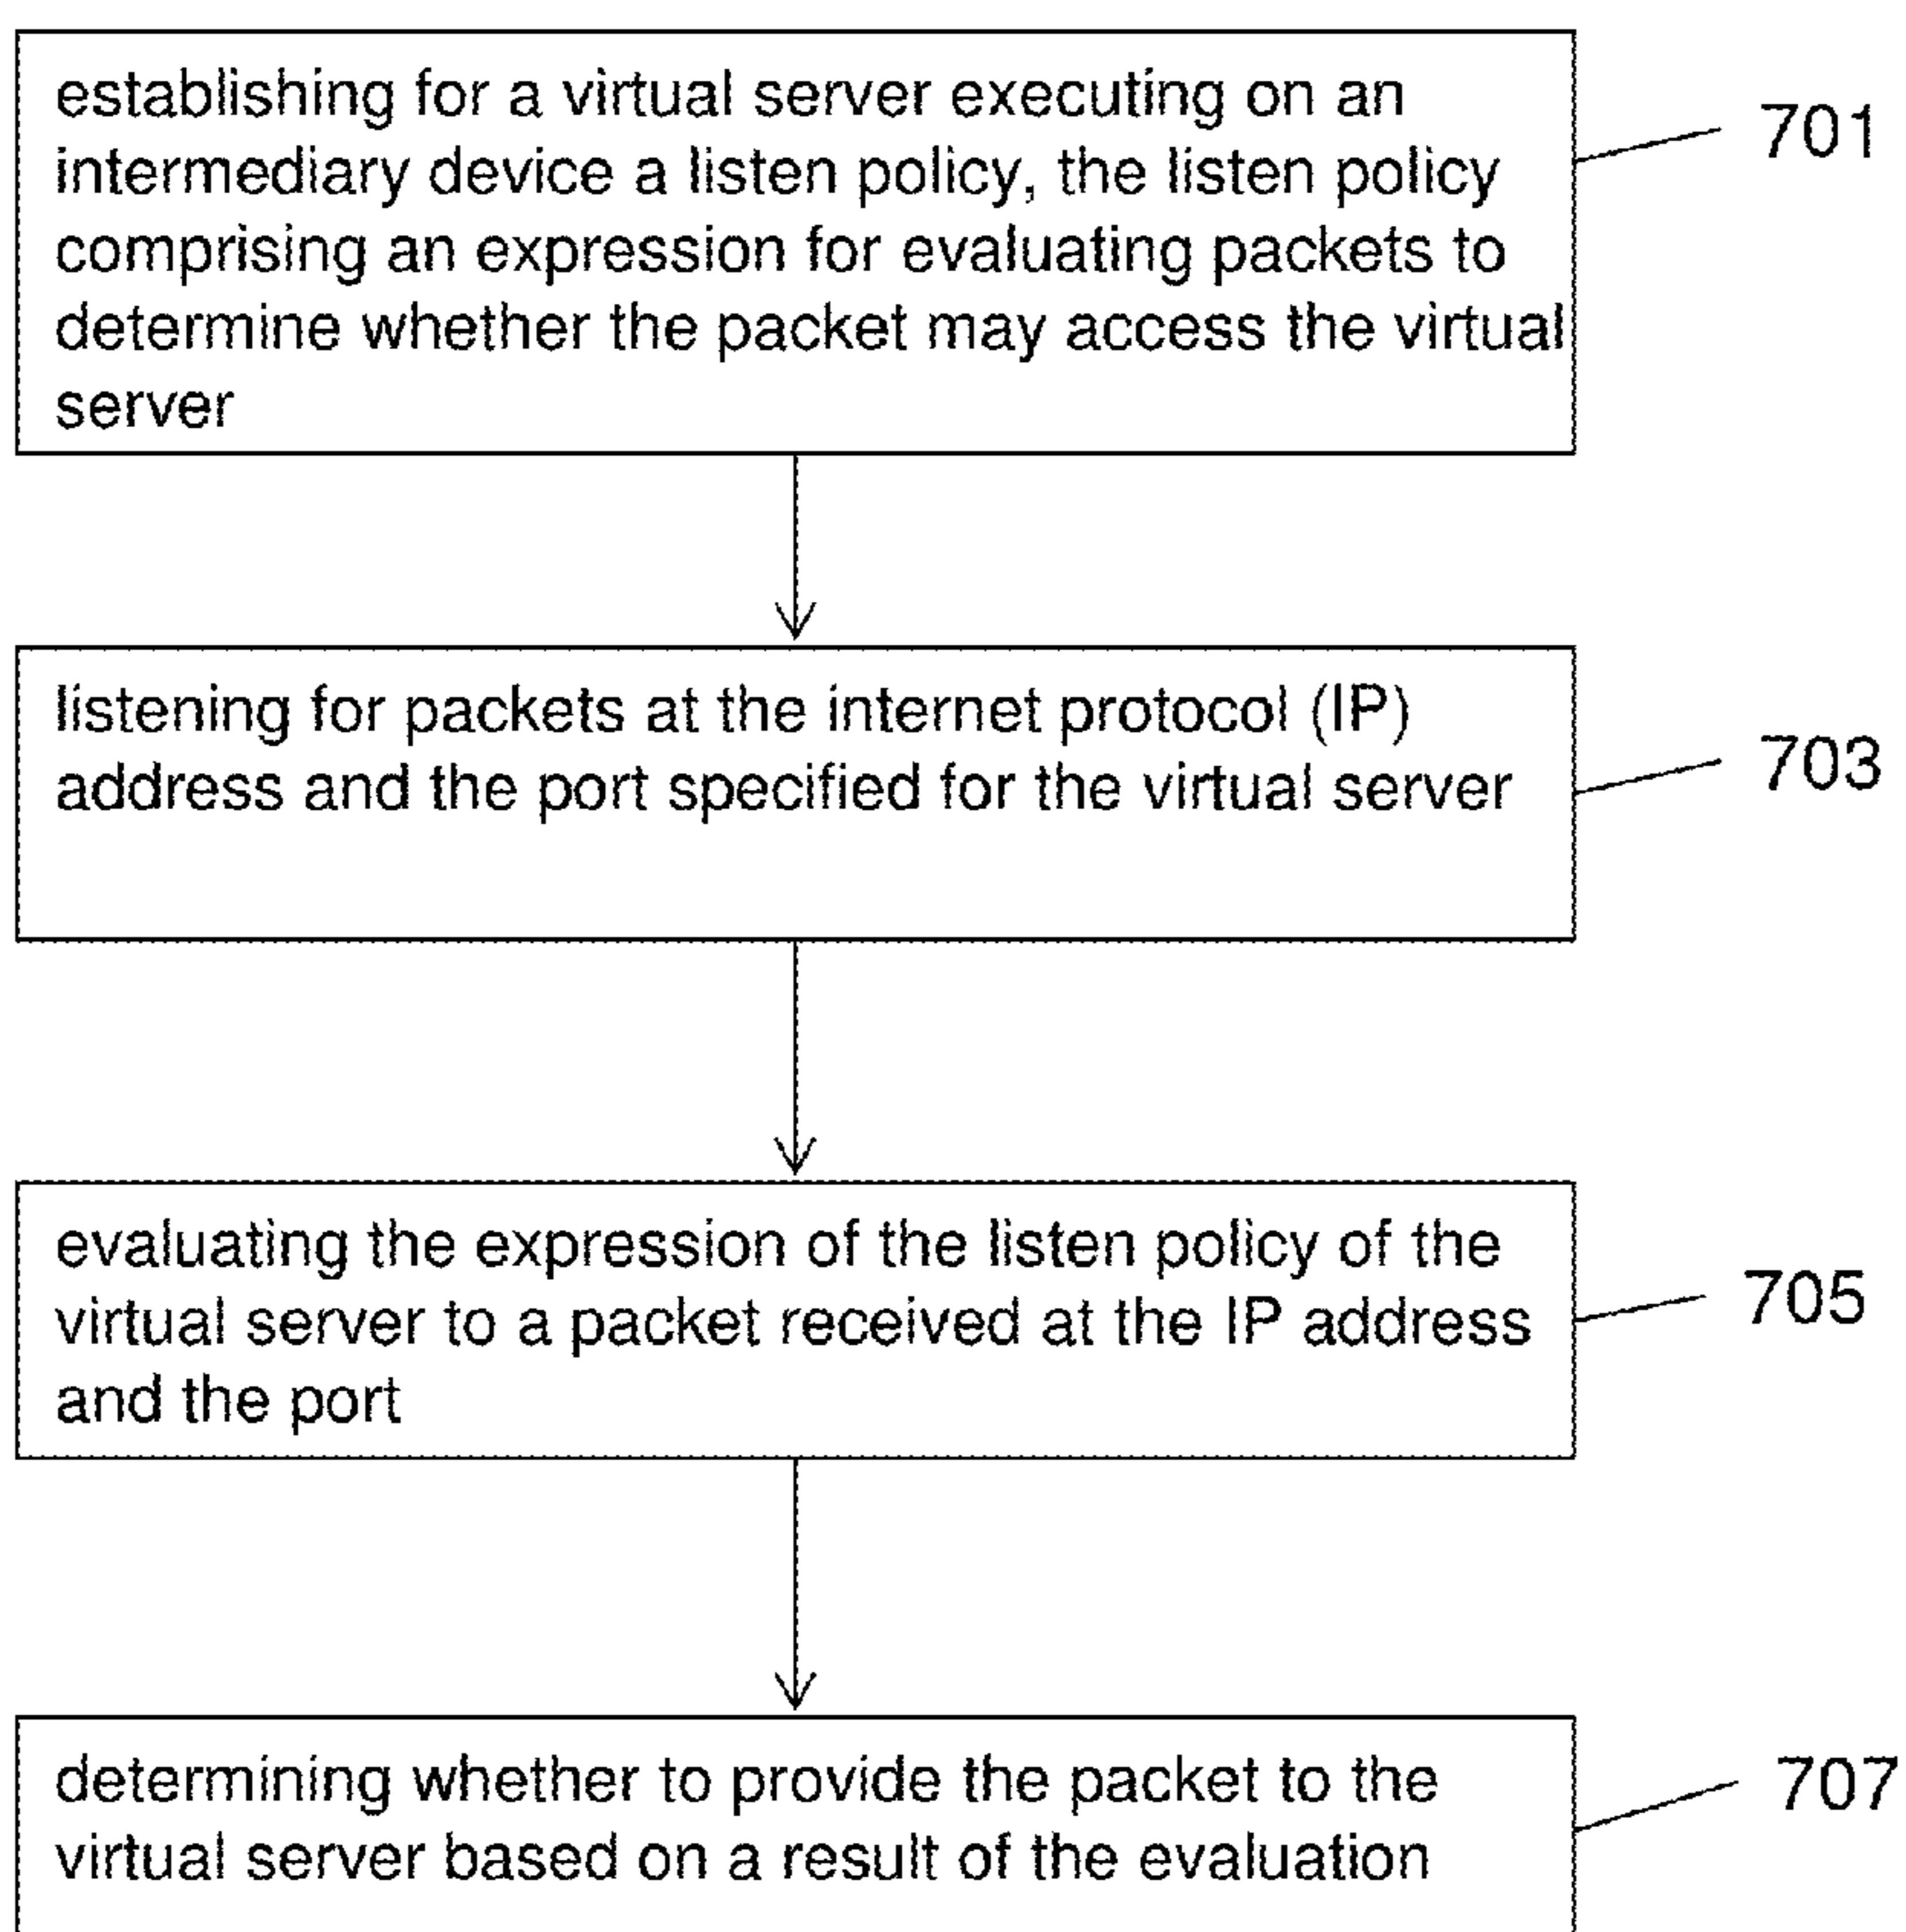 establishing for a virtual server executing on an
intermediary device a listen policy, the listen policy
comprising an expression for evaluating packets to
determine whether the packet may access the virtual
server
701
listening for packets at the internet protocol (IP)
address and the port specified for the virtual server
703
evaluating the expression of the listen policy of the
virtual server to a packet received at the IP address
and the port
705
determining whether to provide the packet to the
virtual server based on a result of the evaluation
707